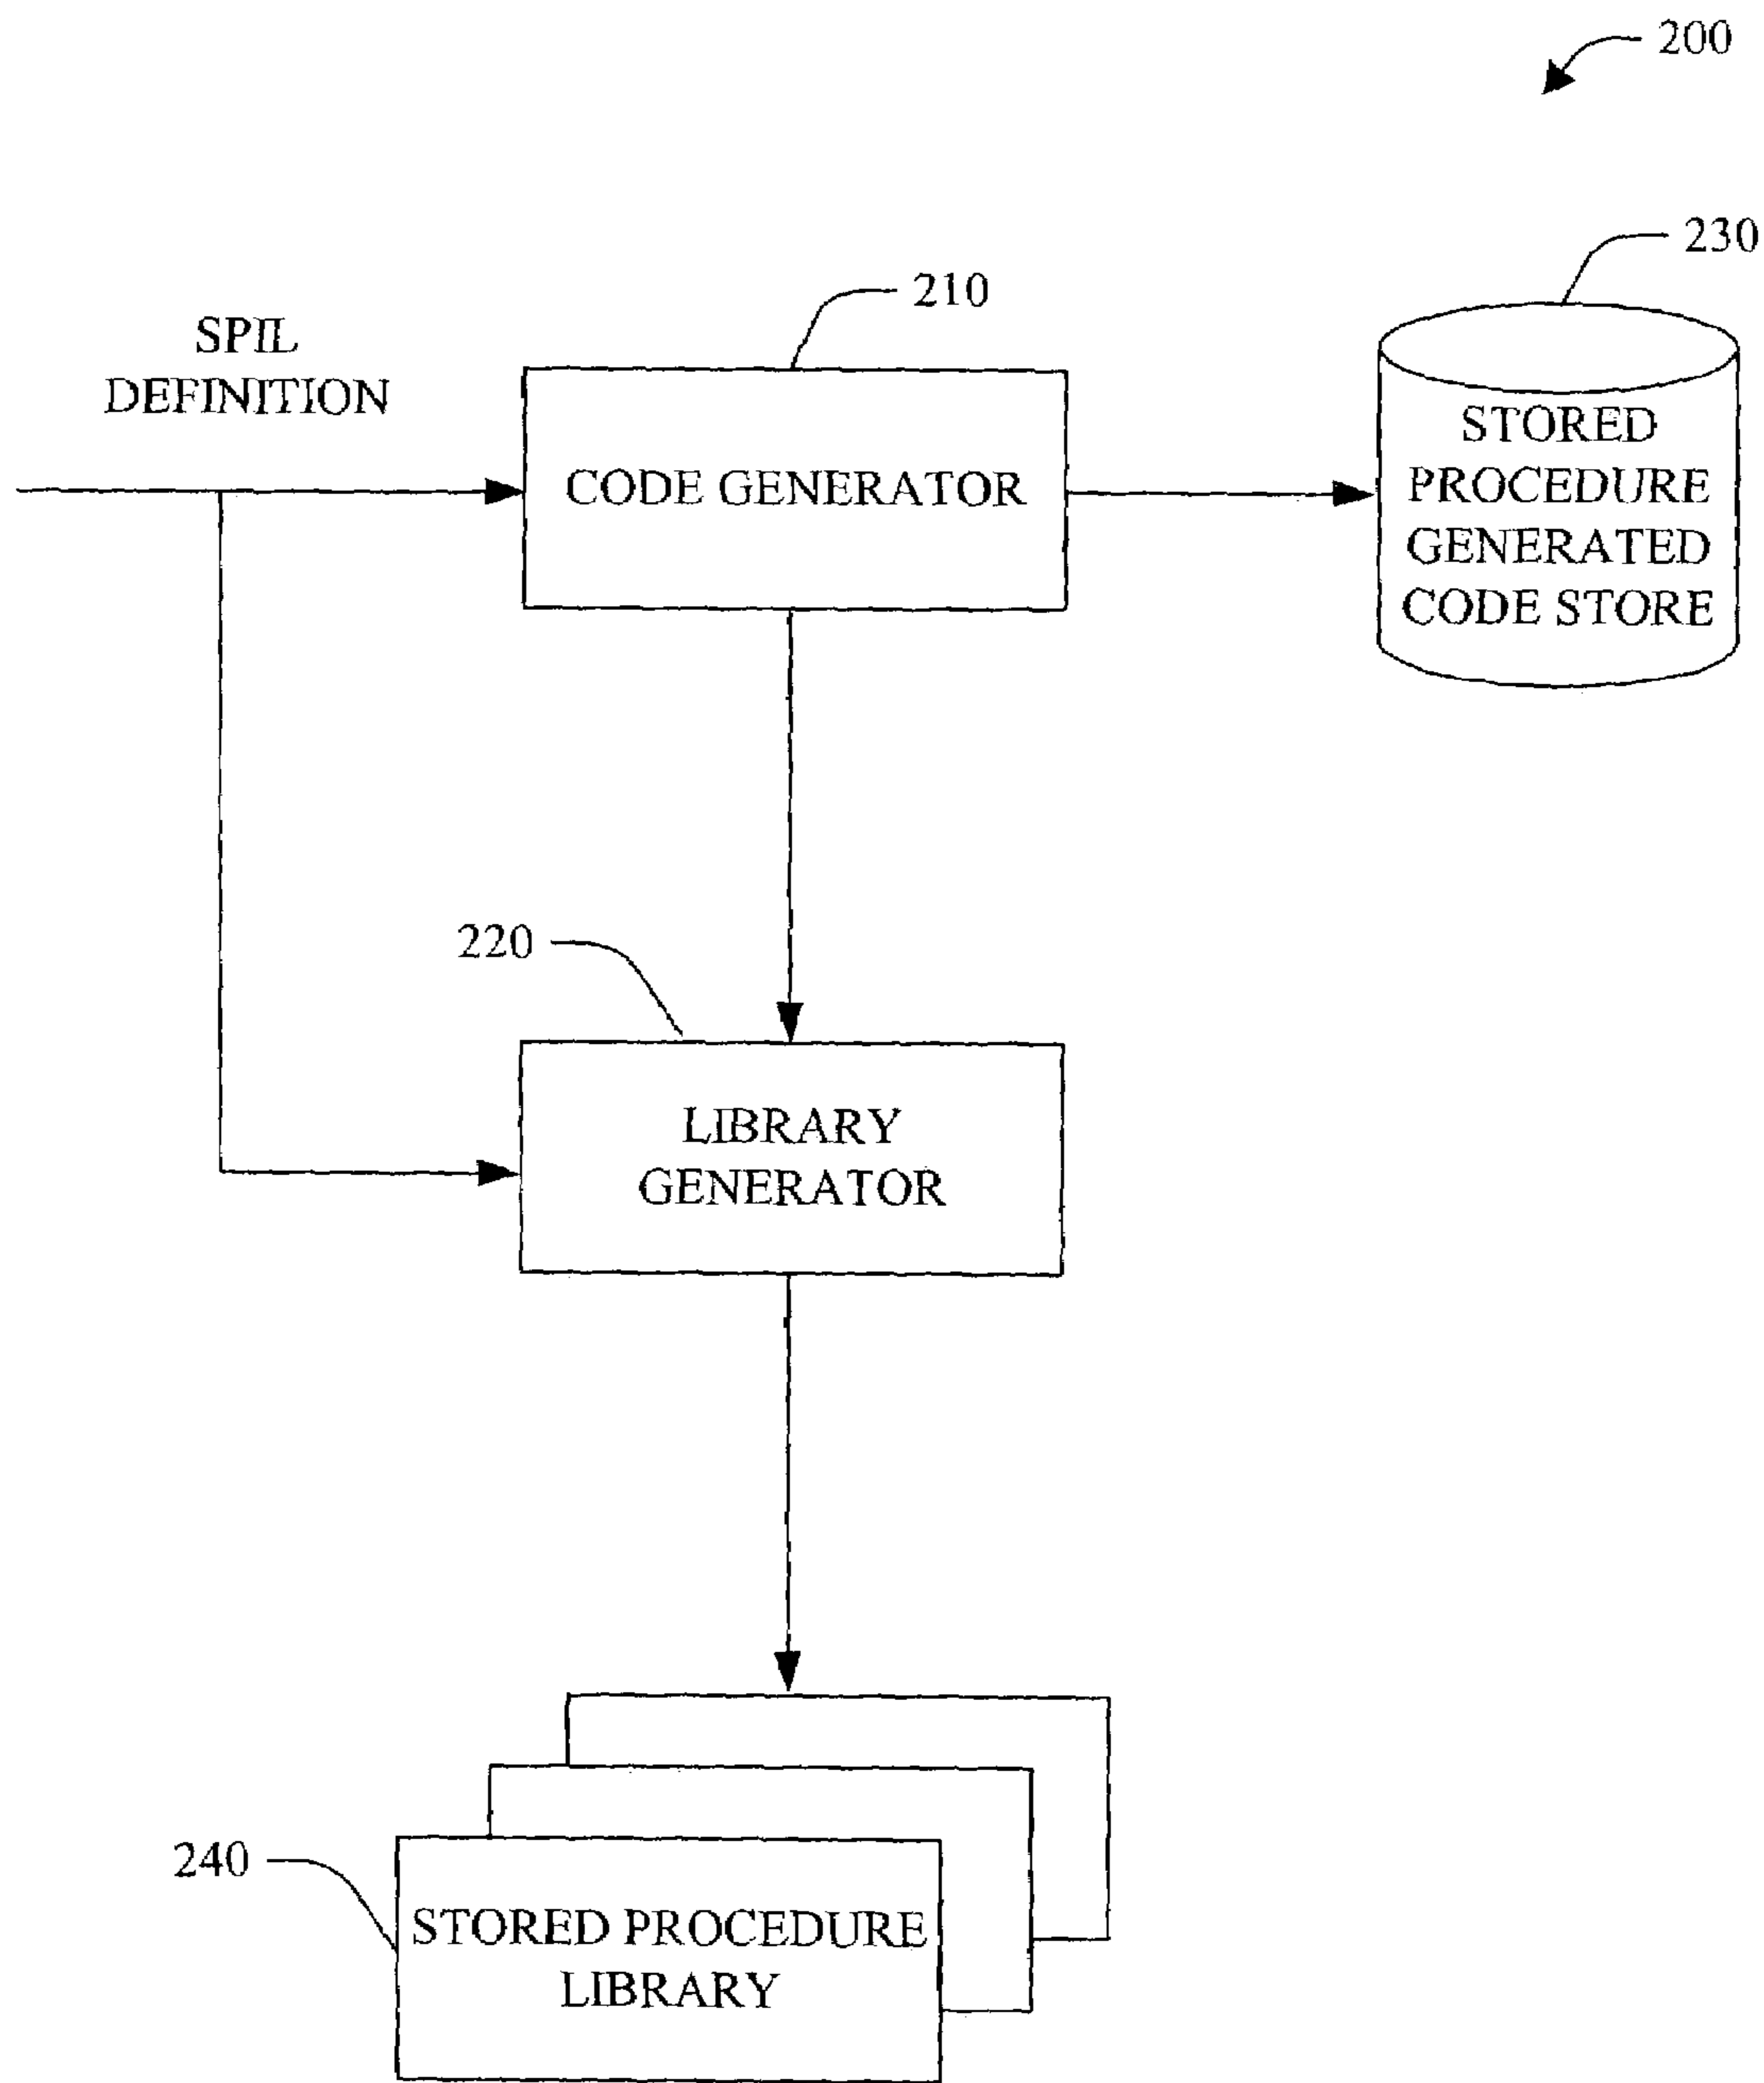 200
230
210
SPIL
DEFINITION
CODE GENERATOR
STORED
PROCEDURE
GENERATED
CODE STORE
220
LIBRARY
GENERATOR
240
STORED PROCEDURE
LIBRARY